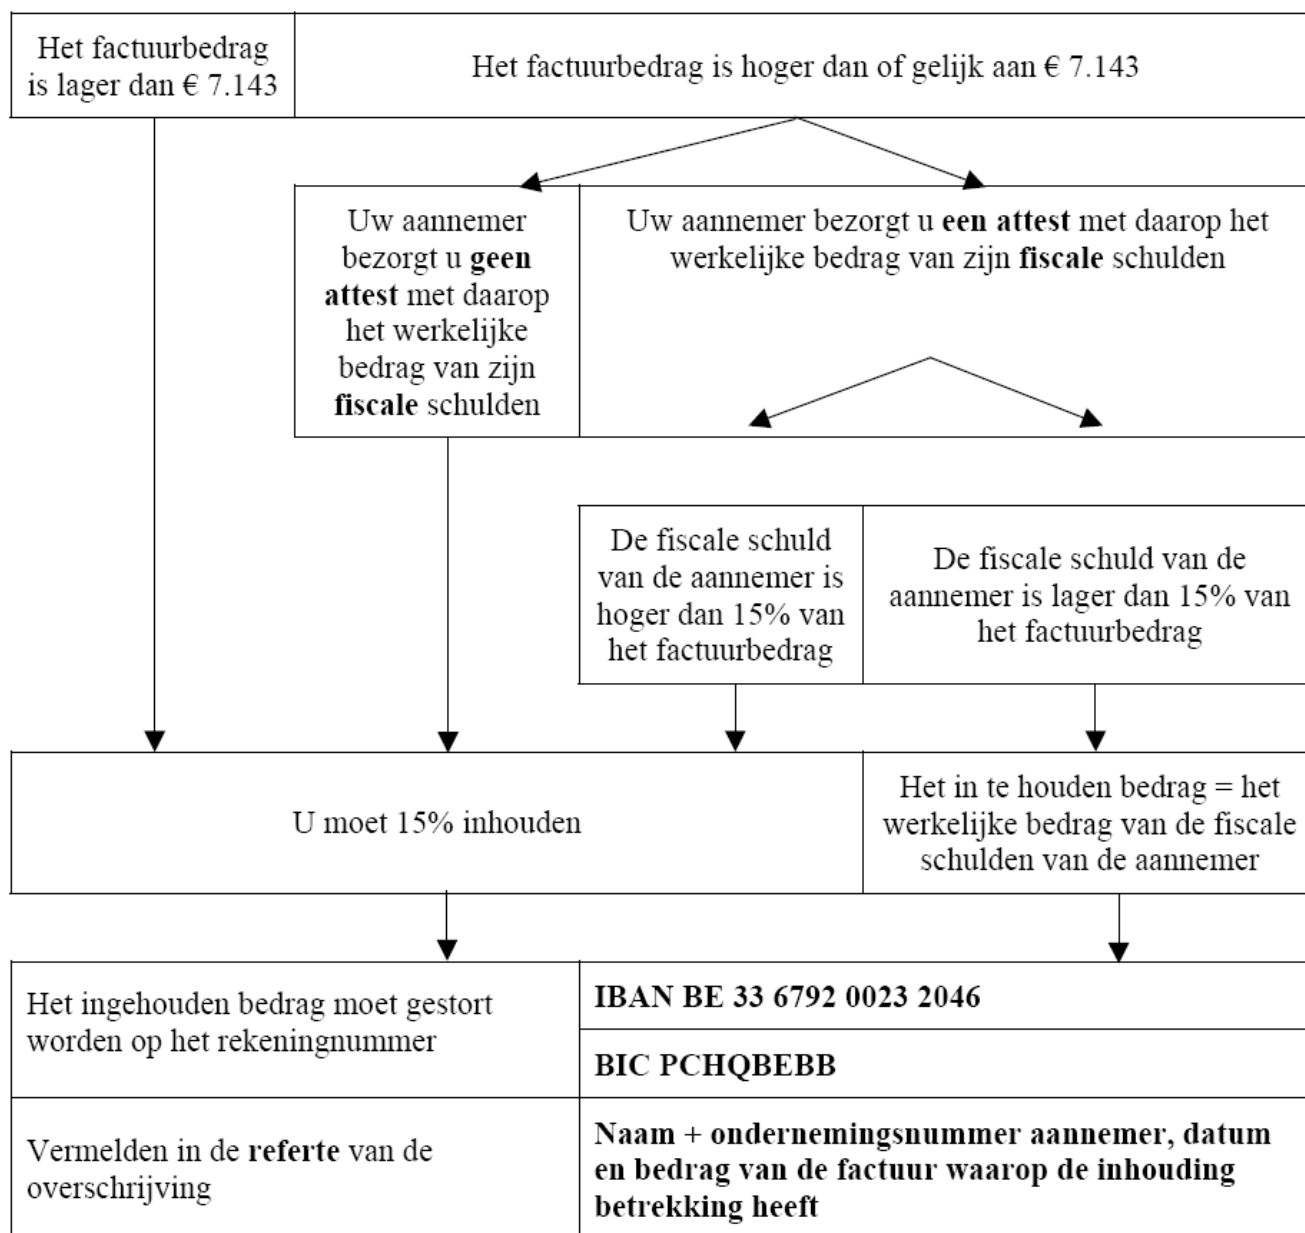 Het factuurbedrag
is lager dan € 7.143
Het factuurbedrag is hoger dan of gelijk aan € 7.143
Uw aannemer
bezorgt u geen
attest met daarop
het werkelijke
bedrag van zijn
fiscale schulden
Uw aannemer bezorgt u een attest met daarop het
werkelijke bedrag van zijn fiscale schulden
De fiscale schuld
van de aannemer is
hoger dan 15% van
het factuurbedrag
De fiscale schuld van de
aannemer is lager dan 15% van
het factuurbedrag
U moet 15% inhouden
Het in te houden bedrag = het
werkelijke bedrag van de fiscale
schulden van de aannemer
Het ingehouden bedrag moet gestort
worden op het rekeningnummer
IBAN BE 33 6792 0023 2046
BIC PCHQBEBB
Vermelden in de referte van de
overschrijving
Naam + ondernemingsnummer aannemer, datum
en bedrag van de factuur waarop de inhouding
betrekking heeft